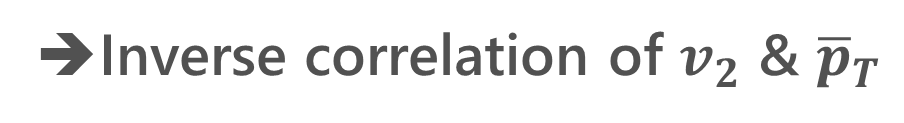 ➔Inverse correlation of 𝒗₂ & 𝒑̅_T